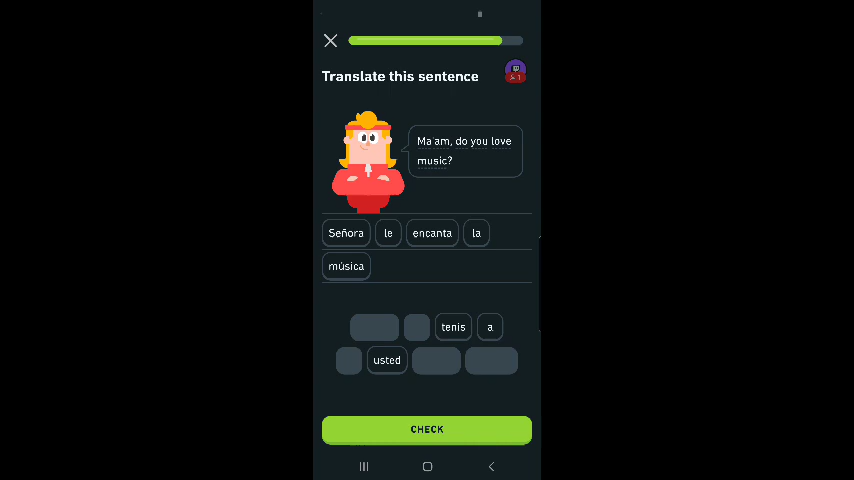 Translate this sentence
Ma'am, do you love
music?
Señora le encanta la
música
tenis a
usted
CHECK